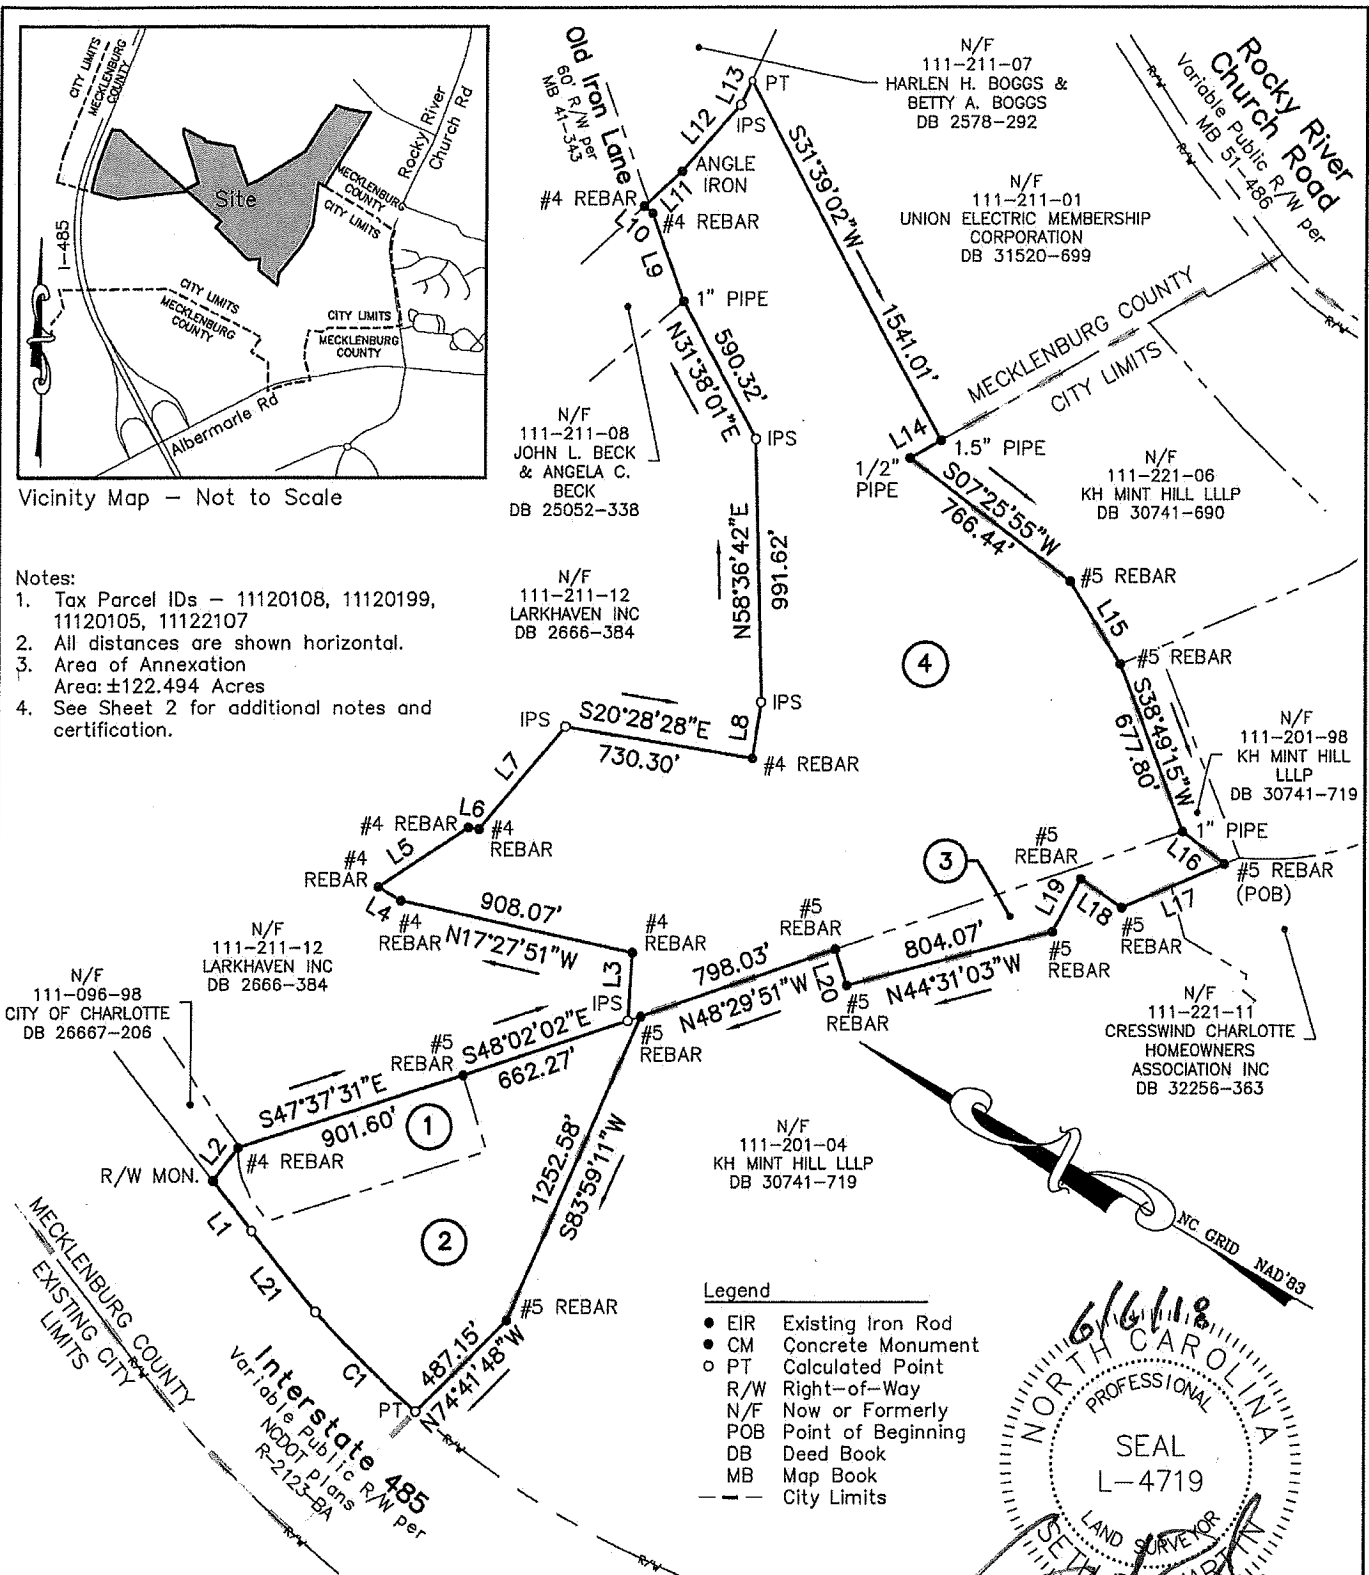 CITY LIMITS
MECKLENBURG
COUNTY
Rocky River
Church Rd
Site
MECKLENBURG
COUNTY
CITY LIMITS
I-485
CITY LIMITS
MECKLENBURG
COUNTY
CITY LIMITS
MECKLENBURG
COUNTY
Albermarle Rd
Vicinity Map - Not to Scale
Notes:
1. Tax Parcel IDs - 11120108, 11120199,
11120105, 11122107
2. All distances are shown horizontal.
3. Area of Annexation
Area: ±122.494 Acres
4. See Sheet 2 for additional notes and
certification.
Old Iron Lane
60' R/W per
MB 41-343
N/F
111-211-07
HARLEN H. BOGGS &
BETTY A. BOGGS
DB 2578-292
Rocky River
Church Road
Variable Public R/W per
MB 51-486
R/W
R/W
R/W
L13
PT
IPS
L12
ANGLE
IRON
L11
#4 REBAR
#4 REBAR
L10
L9
1" PIPE
S31°39'02"W
1541.01'
N/F
111-211-01
UNION ELECTRIC MEMBERSHIP
CORPORATION
DB 31520-699
590.32'
N31°38'01"E
IPS
MECKLENBURG COUNTY
CITY LIMITS
N/F
111-211-08
JOHN L. BECK
& ANGELA C.
BECK
DB 25052-338
L14
1.5" PIPE
1/2"
PIPE
S07°25'55"W
766.44'
N/F
111-221-06
KH MINT HILL LLLP
DB 30741-690
#5 REBAR
N58°36'42"E
991.62'
N/F
111-211-12
LARKHAVEN INC
DB 2666-384
L15
#5 REBAR
4
S38°49'15"W
677.80'
IPS
S20°28'28"E
730.30'
L8
IPS
#4 REBAR
N/F
111-201-98
KH MINT HILL
LLLP
DB 30741-719
L7
L6
#4 REBAR
#4
REBAR
L5
#4
REBAR
L4
#4
REBAR
908.07'
N17°27'51"W
#4
REBAR
1" PIPE
L16
#5 REBAR
(POB)
#5
REBAR
3
L19
L18
L17
#5
REBAR
#5
REBAR
804.07'
N44°31'03"W
#5
REBAR
L20
#5
REBAR
798.03'
N48°29'51"W
L3
IPS
#5
REBAR
N/F
111-211-12
LARKHAVEN INC
DB 2666-384
N/F
111-096-98
CITY OF CHARLOTTE
DB 26667-206
#5
REBAR
S48°02'02"E
662.27'
S47°37'31"E
901.60'
1
N/F
111-221-11
CRESSWIND CHARLOTTE
HOMEOWNERS
ASSOCIATION INC
DB 32256-363
L2
#4 REBAR
R/W MON.
L1
1252.58'
S83°59'11"W
N/F
111-201-04
KH MINT HILL LLLP
DB 30741-719
2
L21
C1
#5 REBAR
487.15'
N74°41'48"W
PT
NC GRID NAD'83
MECKLENBURG COUNTY
EXISTING CITY
LIMITS
R/W
Interstate 485
Variable Public R/W per
NCDOT plans
R-2123-BA
R/W
R/W
R/W
Legend
EIR Existing Iron Rod
CM Concrete Monument
PT Calculated Point
R/W Right-of-Way
N/F Now or Formerly
POB Point of Beginning
DB Deed Book
MB Map Book
City Limits
6/6/18
NORTH CAROLINA
PROFESSIONAL
SEAL
L-4719
LAND SURVEYOR